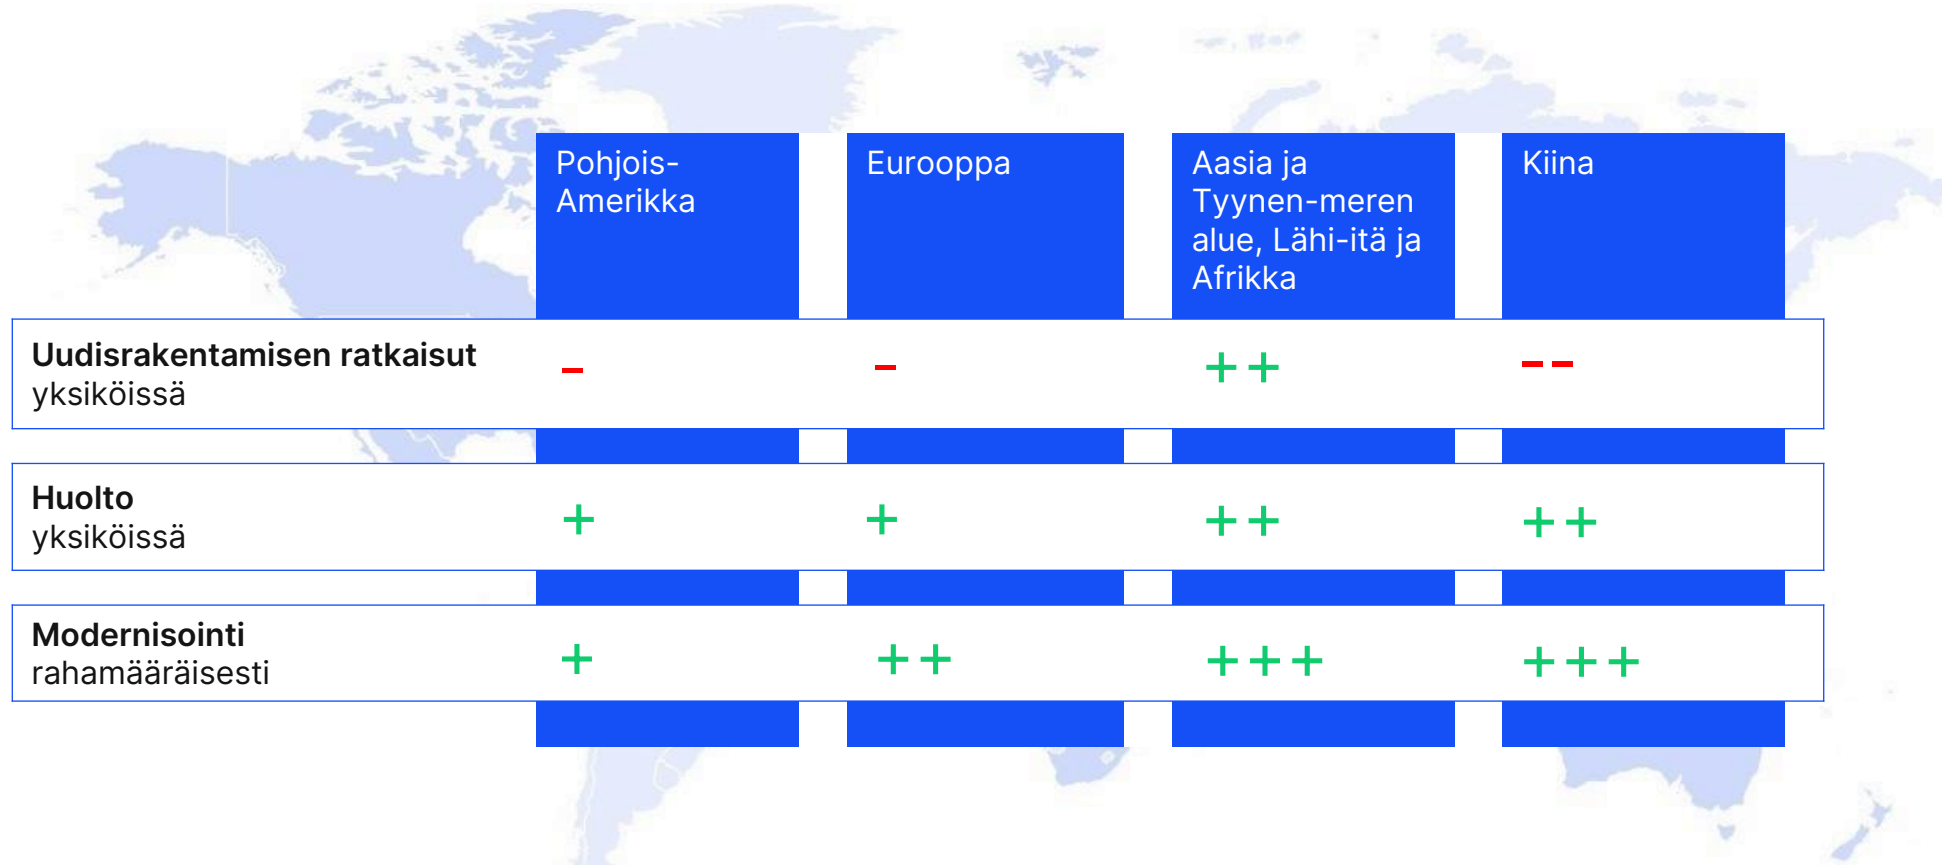 Pohjois-
Amerikka
Eurooppa
Aasia ja
Tyynen-meren
alue, Lähi-itä ja
Afrikka
Kiina
Uudisrakentamisen ratkaisut
yksiköissä
- - ++ --
Huolto
yksiköissä
+ + ++ ++
Modernisointi
rahamääräisesti
+ ++ +++ +++